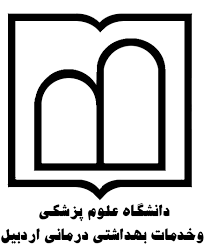 دانشگاه علوم پزشکی
وخدمات بهداشتی درمانی اردبیل